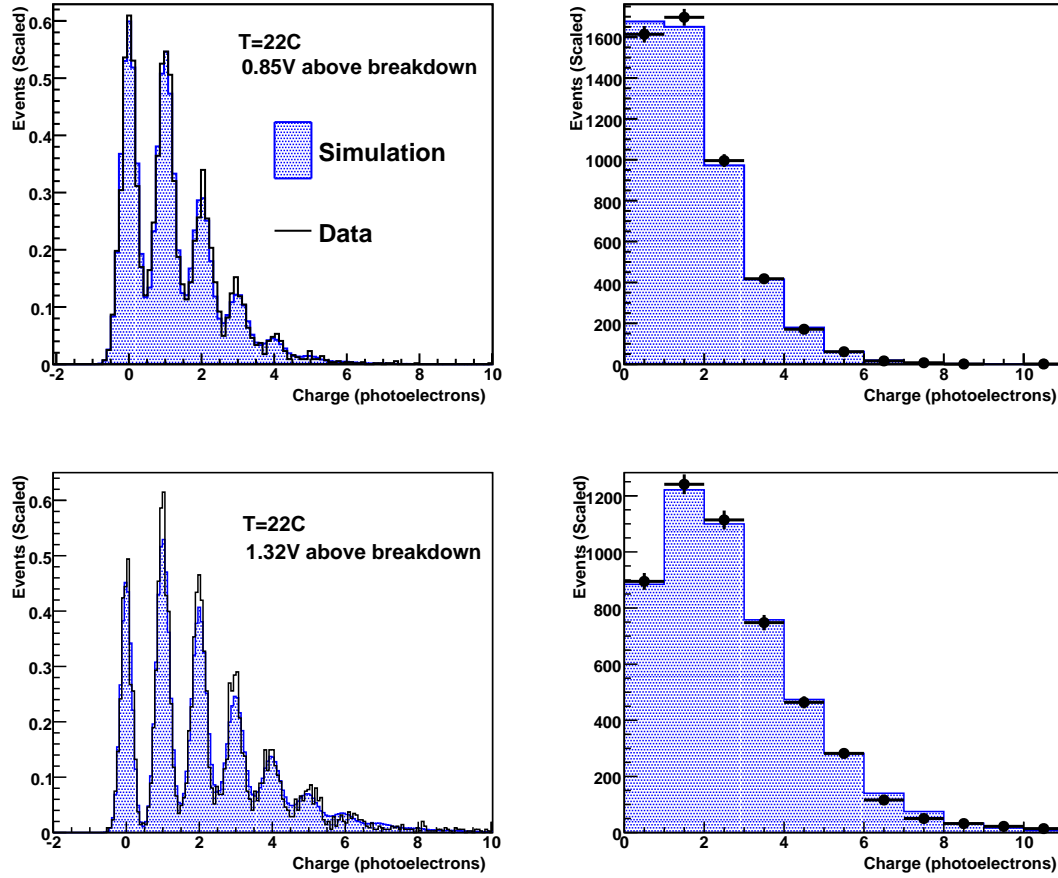 Events (Scaled)
0.6
0.5
0.4
0.3
0.2
0.1
0
T=22C
0.85V above breakdown
Simulation
Data
-2 0 2 4 6 8 10
Charge (photoelectrons)
Events (Scaled)
1600
1400
1200
1000
800
600
400
200
0
0 2 4 6 8 10
Charge (photoelectrons)
Events (Scaled)
0.6
0.5
0.4
0.3
0.2
0.1
0
T=22C
1.32V above breakdown
-2 0 2 4 6 8 10
Charge (photoelectrons)
Events (Scaled)
1200
1000
800
600
400
200
0
0 2 4 6 8 10
Charge (photoelectrons)